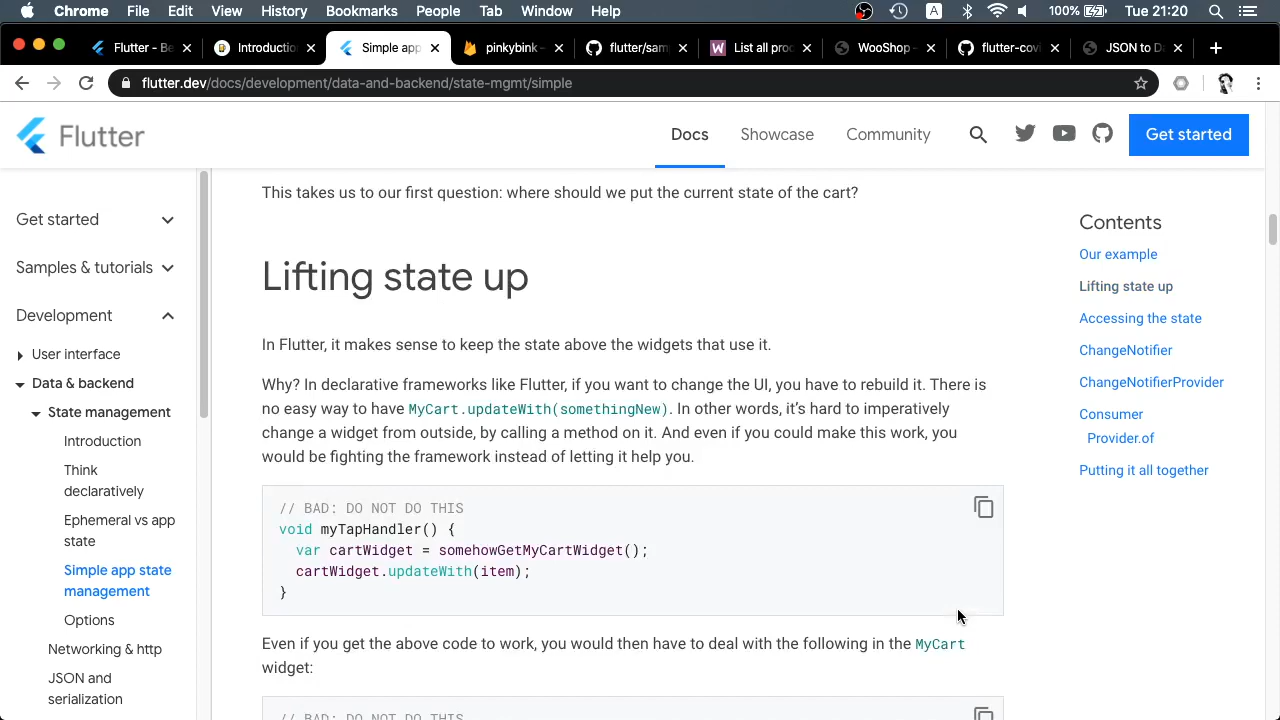 Chrome File Edit View History Bookmarks People Tab Window Help A 100% Tue 21:20
Flutter - Be Introductio Simple app pinkybink - flutter/sam List all proc WooShop - flutter-covi JSON to Da
flutter.dev/docs/development/data-and-backend/state-mgmt/simple
Flutter Docs Showcase Community Get started
Get started
Samples & tutorials
Development
User interface
Data & backend
State management
Introduction
Think
declaratively
Ephemeral vs app
state
Simple app state
management
Options
Networking & http
JSON and
serialization
This takes us to our first question: where should we put the current state of the cart?
Lifting state up
In Flutter, it makes sense to keep the state above the widgets that use it.
Why? In declarative frameworks like Flutter, if you want to change the UI, you have to rebuild it. There is
no easy way to have MyCart.updateWith(somethingNew). In other words, it’s hard to imperatively
change a widget from outside, by calling a method on it. And even if you could make this work, you
would be fighting the framework instead of letting it help you.
// BAD: DO NOT DO THIS
void myTapHandler() {
var cartWidget = somehowGetMyCartWidget();
cartWidget.updateWith(item);
}
Even if you get the above code to work, you would then have to deal with the following in the MyCart
widget:
// BAD: DO NOT DO THIS
Contents
Our example
Lifting state up
Accessing the state
ChangeNotifier
ChangeNotifierProvider
Consumer
Provider.of
Putting it all together